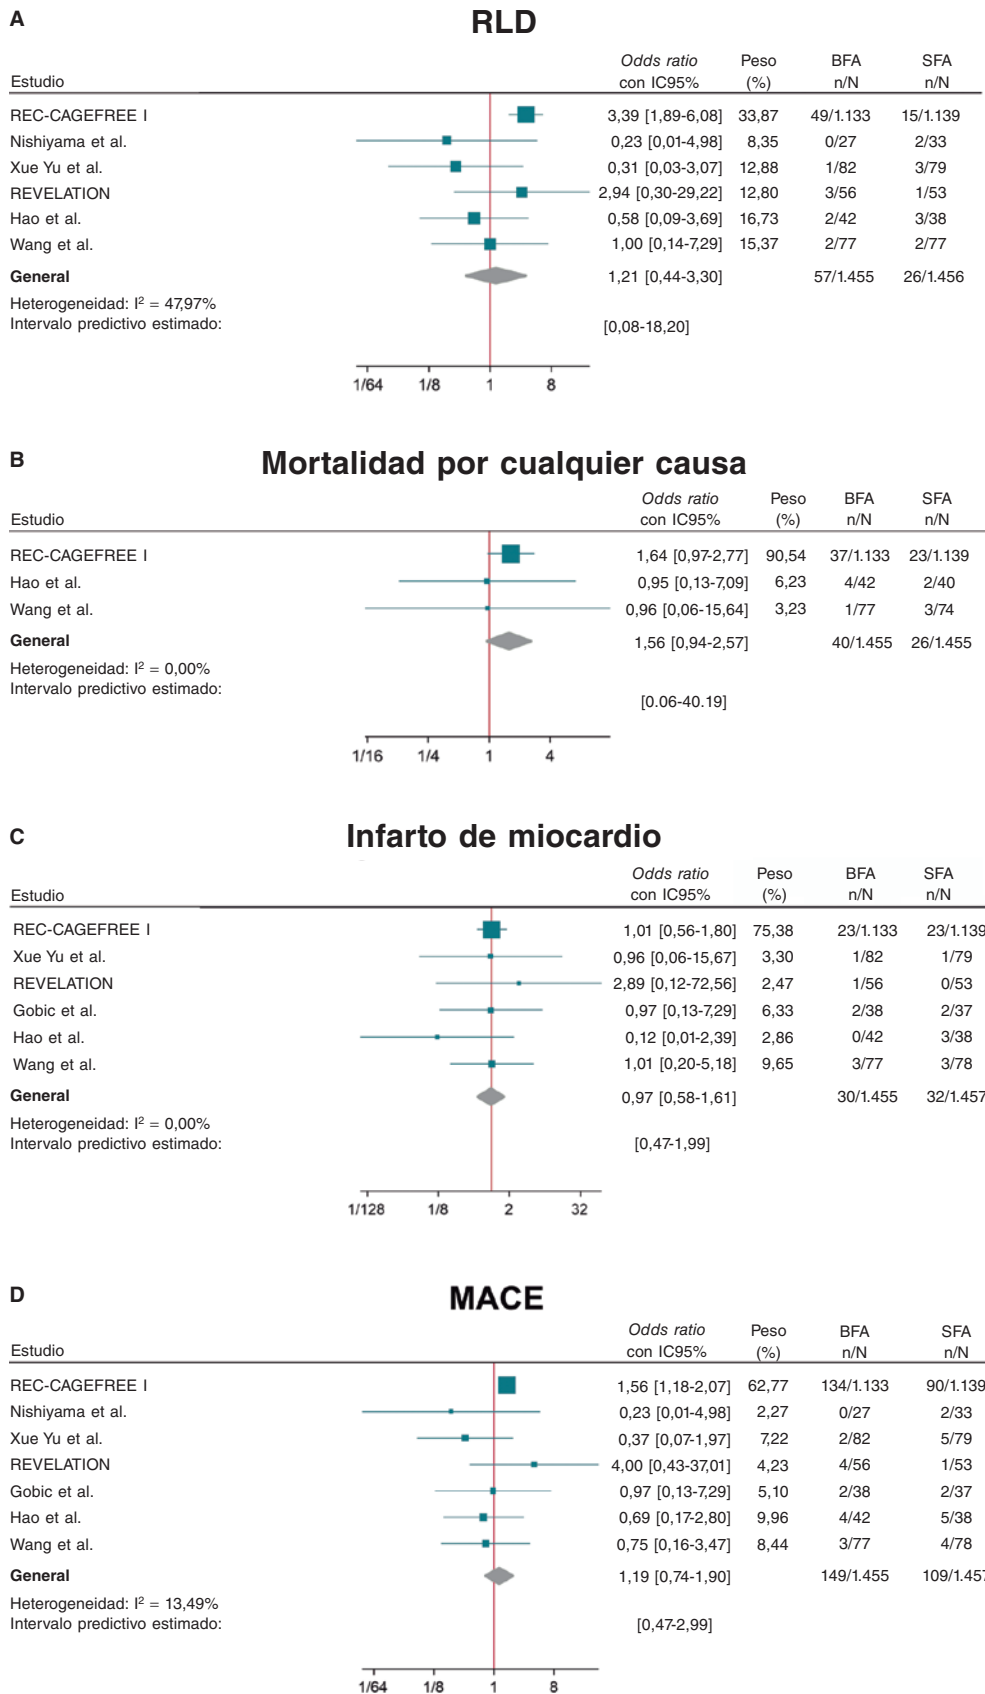 A
RLD
Odds ratio Peso BFA SFA
Estudio con IC95% (%) n/N n/N
REC-CAGEFREE I 3,39 [1,89-6,08] 33,87 49/1.133 15/1.139
Nishiyama et al. 0,23 [0,01-4,98] 8,35 0/27 2/33
Xue Yu et al. 0,31 [0,03-3,07] 12,88 1/82 3/79
REVELATION 2,94 [0,30-29,22] 12,80 3/56 1/53
Hao et al. 0,58 [0,09-3,69] 16,73 2/42 3/38
Wang et al. 1,00 [0,14-7,29] 15,37 2/77 2/77
General 1,21 [0,44-3,30] 57/1.455 26/1.456
Heterogeneidad: I² = 47,97%
Intervalo predictivo estimado: [0,08-18,20]
1/64 1/8 1 8
B
Mortalidad por cualquier causa
Odds ratio Peso BFA SFA
Estudio con IC95% (%) n/N n/N
REC-CAGEFREE I 1,64 [0,97-2,77] 90,54 37/1.133 23/1.139
Hao et al. 0,95 [0,13-7,09] 6,23 4/42 2/40
Wang et al. 0,96 [0,06-15,64] 3,23 1/77 3/74
General 1,56 [0,94-2,57] 40/1.455 26/1.455
Heterogeneidad: I² = 0,00%
Intervalo predictivo estimado:
[0.06-40.19]
1/16 1/4 1 4
C
Infarto de miocardio
Odds ratio Peso BFA SFA
Estudio con IC95% (%) n/N n/N
REC-CAGEFREE I 1,01 [0,56-1,80] 75,38 23/1.133 23/1.139
Xue Yu et al. 0,96 [0,06-15,67] 3,30 1/82 1/79
REVELATION 2,89 [0,12-72,56] 2,47 1/56 0/53
Gobic et al. 0,97 [0,13-7,29] 6,33 2/38 2/37
Hao et al. 0,12 [0,01-2,39] 2,86 0/42 3/38
Wang et al. 1,01 [0,20-5,18] 9,65 3/77 3/78
General 0,97 [0,58-1,61] 30/1.455 32/1.457
Heterogeneidad: I² = 0,00%
Intervalo predictivo estimado: [0,47-1,99]
1/128 1/8 2 32
D
MACE
Odds ratio Peso BFA SFA
Estudio con IC95% (%) n/N n/N
REC-CAGEFREE I 1,56 [1,18-2,07] 62,77 134/1.133 90/1.139
Nishiyama et al. 0,23 [0,01-4,98] 2,27 0/27 2/33
Xue Yu et al. 0,37 [0,07-1,97] 7,22 2/82 5/79
REVELATION 4,00 [0,43-37,01] 4,23 4/56 1/53
Gobic et al. 0,97 [0,13-7,29] 5,10 2/38 2/37
Hao et al. 0,69 [0,17-2,80] 9,96 4/42 5/38
Wang et al. 0,75 [0,16-3,47] 8,44 3/77 4/78
General 1,19 [0,74-1,90] 149/1.455 109/1.457
Heterogeneidad: I² = 13,49%
Intervalo predictivo estimado: [0,47-2,99]
1/64 1/8 1 8